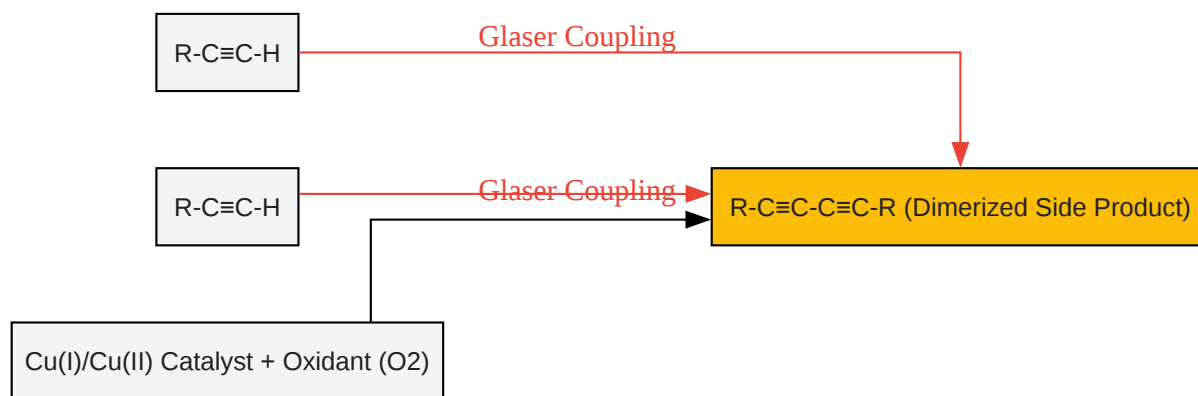 R-C≡C-H
Glaser Coupling
R-C≡C-H
Glaser Coupling
R-C≡C-C≡C-R (Dimerized Side Product)
Cu(I)/Cu(II) Catalyst + Oxidant (O2)